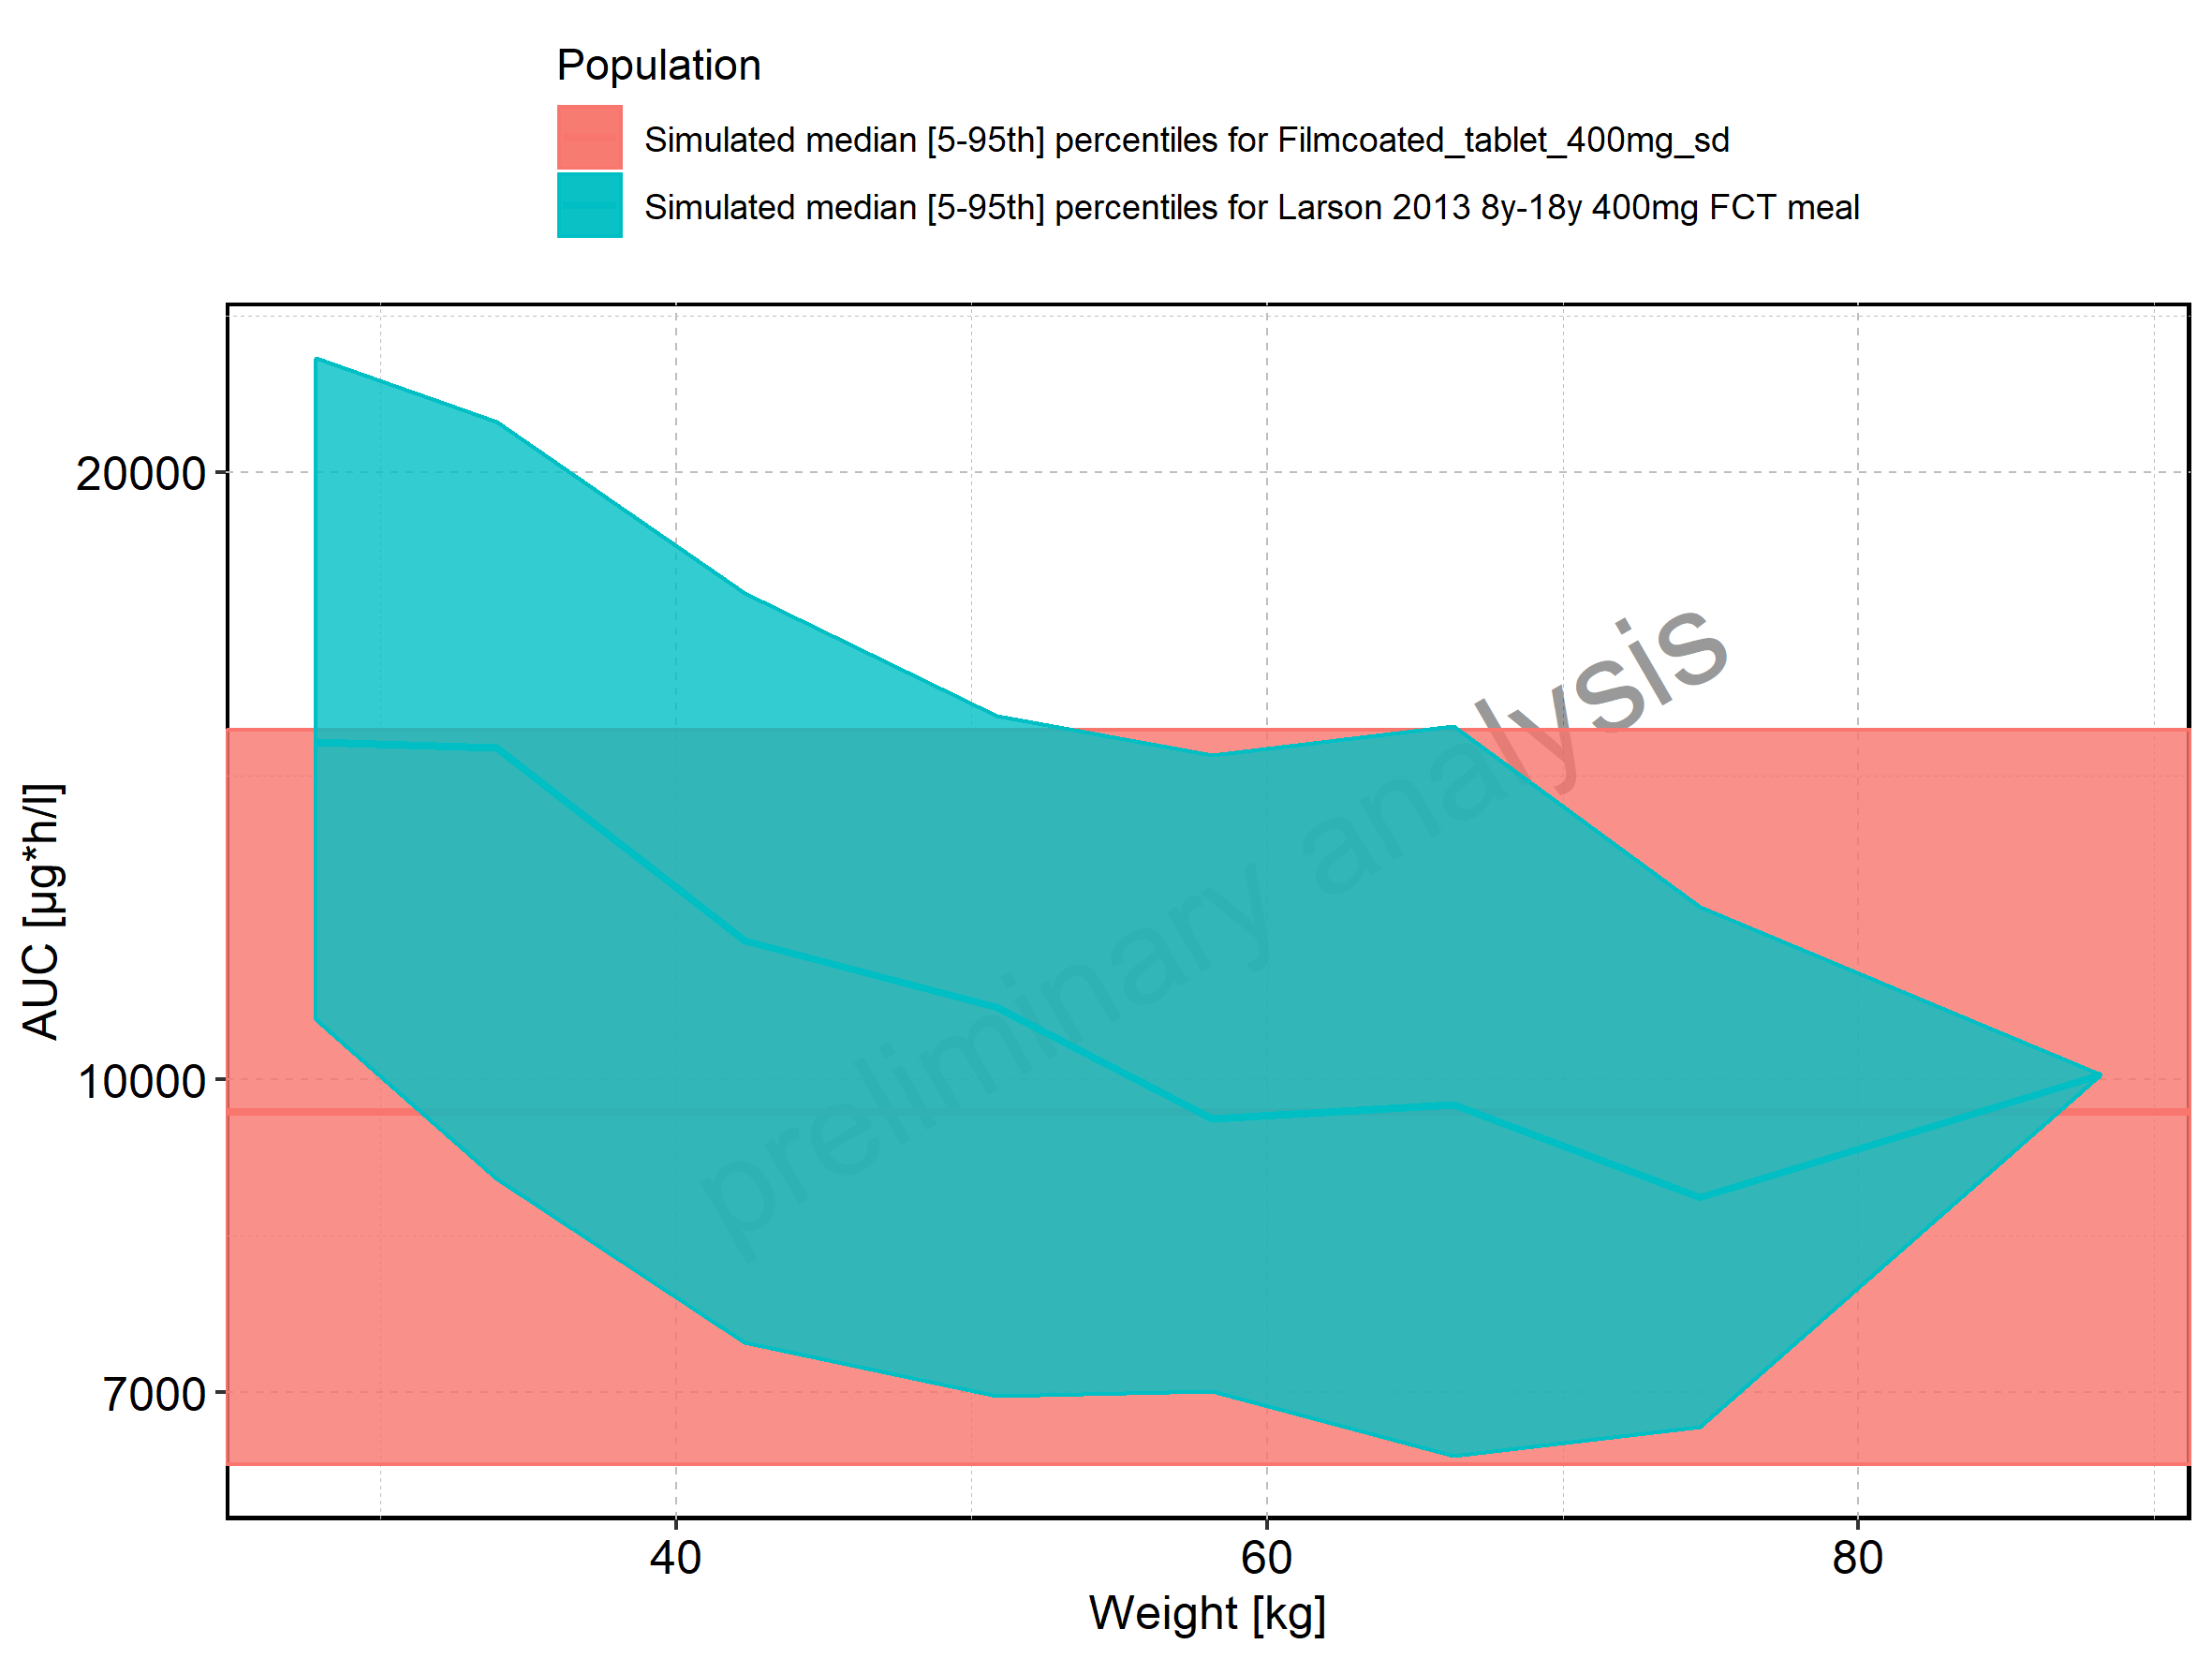 Population
Simulated median [5-95th] percentiles for Filmcoated_tablet_400mg_sd
Simulated median [5-95th] percentiles for Larson 2013 8y-18y 400mg FCT meal
20000
10000
7000
AUC [µg*h/l]
preliminary analysis
40 60 80
Weight [kg]